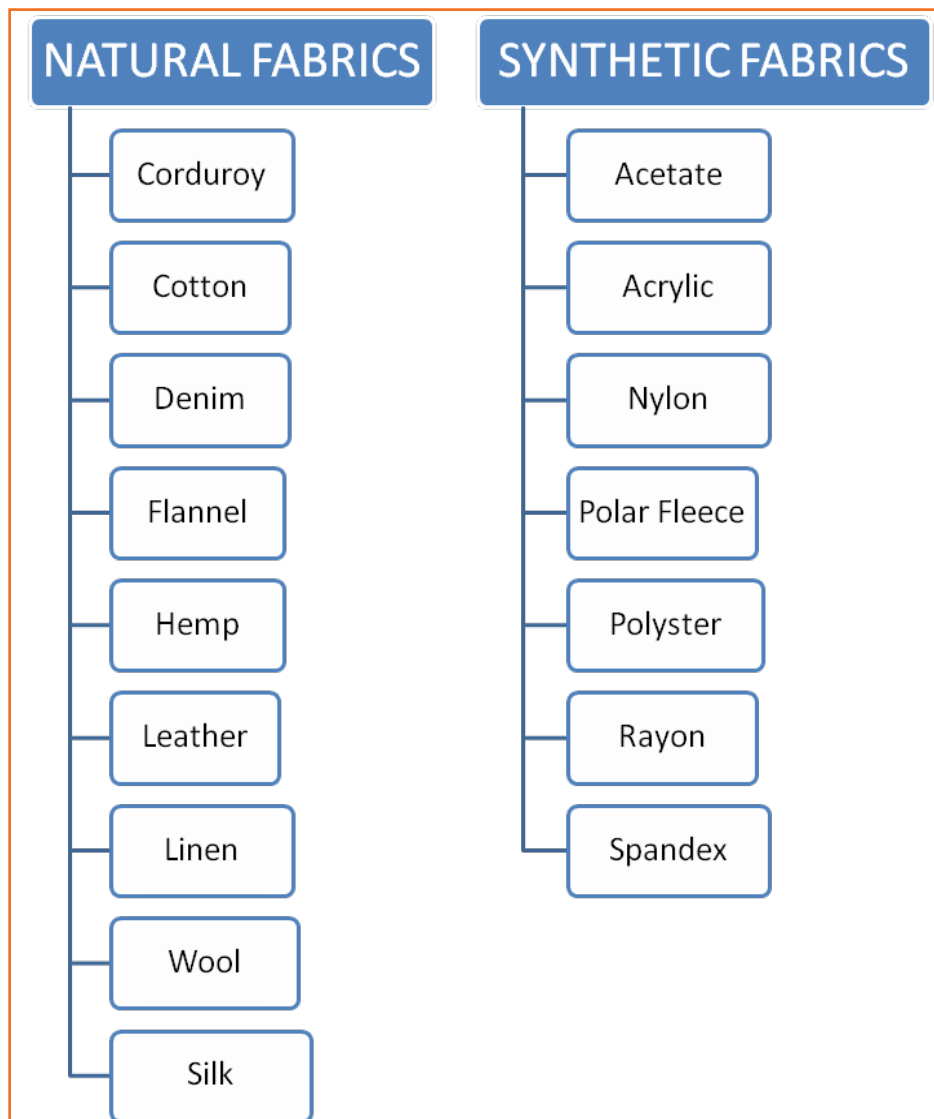 NATURAL FABRICS
Corduroy
Cotton
Denim
Flannel
Hemp
Leather
Linen
Wool
Silk
SYNTHETIC FABRICS
Acetate
Acrylic
Nylon
Polar Fleece
Polyster
Rayon
Spandex